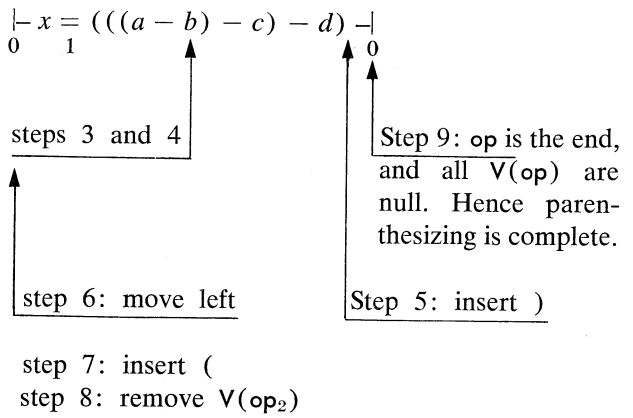 ⊢ x = (((a − b) − c) − d) ⊣
0 1 0
steps 3 and 4
Step 9: op is the end,
and all V(op) are
null. Hence paren-
thesizing is complete.
step 6: move left
Step 5: insert )
step 7: insert (
step 8: remove V(op₂)